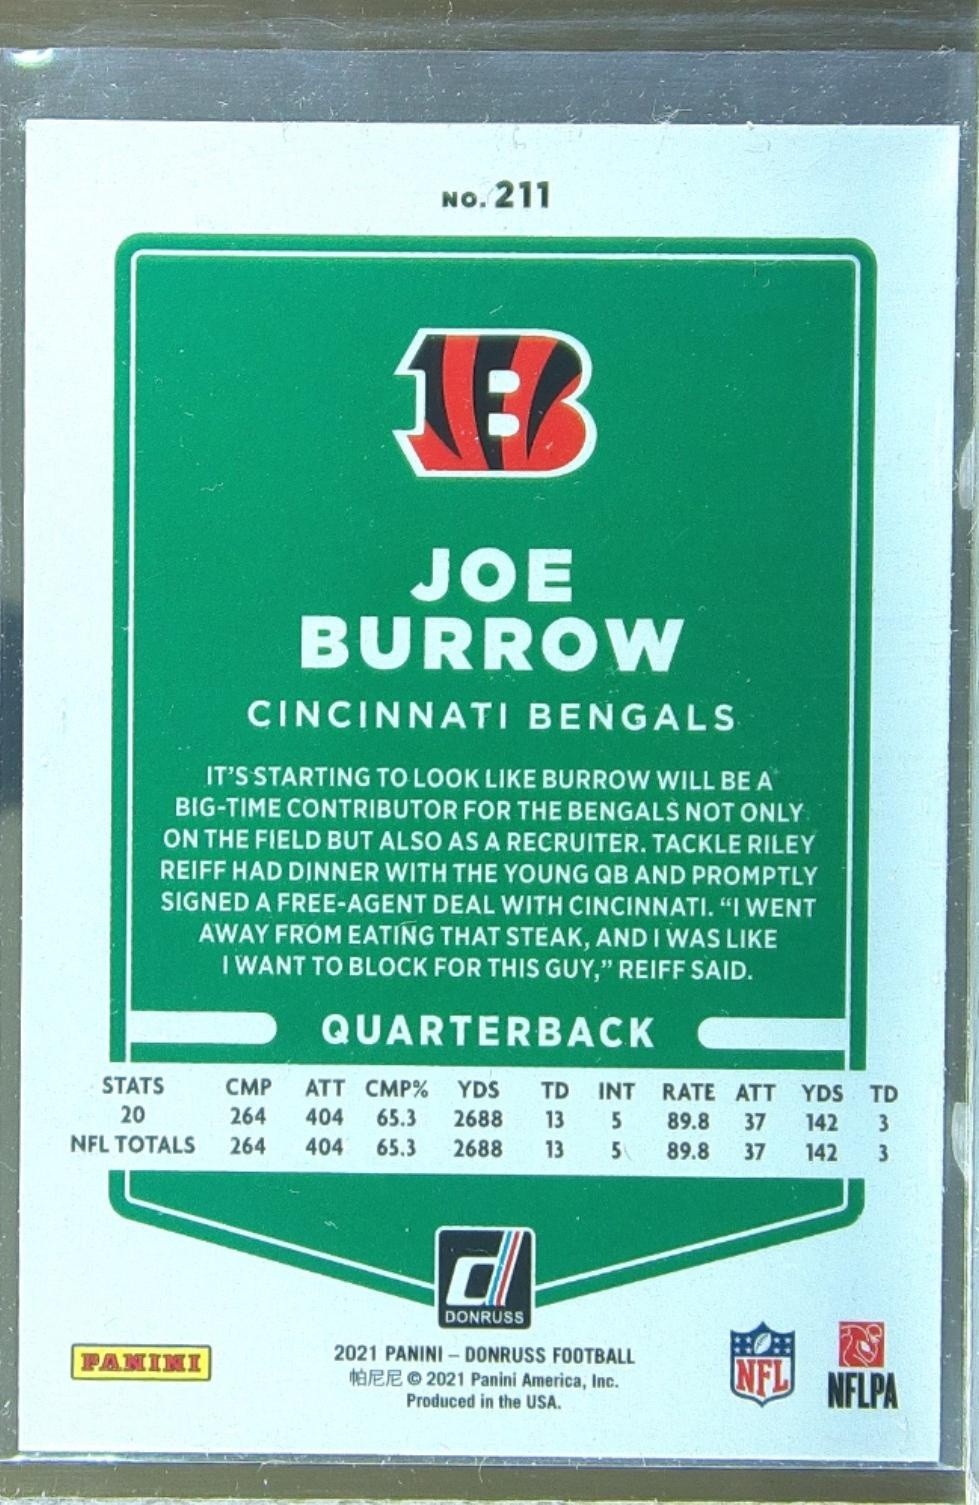 NO. 211
JOE
BURROW
CINCINNATI BENGALS
IT'S STARTING TO LOOK LIKE BURROW WILL BE A
BIG-TIME CONTRIBUTOR FOR THE BENGALS NOT ONLY
ON THE FIELD BUT ALSO AS A RECRUITER. TACKLE RILEY
REIFF HAD DINNER WITH THE YOUNG QB AND PROMPTLY
SIGNED A FREE-AGENT DEAL WITH CINCINNATI. “I WENT
AWAY FROM EATING THAT STEAK, AND I WAS LIKE
I WANT TO BLOCK FOR THIS GUY,” REIFF SAID.
QUARTERBACK
STATS CMP ATT CMP% YDS TD INT RATE ATT YDS TD
20 264 404 65.3 2688 13 5 89.8 37 142 3
NFL TOTALS 264 404 65.3 2688 13 5 89.8 37 142 3
d
DONRUSS
PANINI
2021 PANINI – DONRUSS FOOTBALL
帕尼尼 © 2021 Panini America, Inc.
Produced in the USA.
NFL
NFLPA